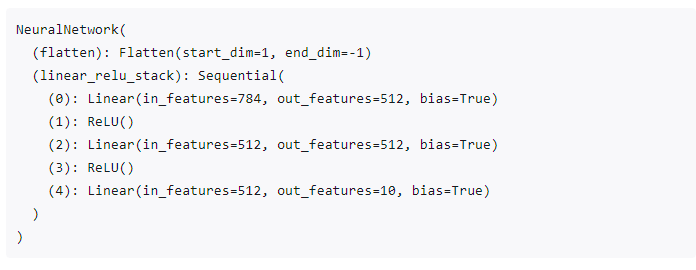 NeuralNetwork(
  (flatten): Flatten(start_dim=1, end_dim=-1)
  (linear_relu_stack): Sequential(
    (0): Linear(in_features=784, out_features=512, bias=True)
    (1): ReLU()
    (2): Linear(in_features=512, out_features=512, bias=True)
    (3): ReLU()
    (4): Linear(in_features=512, out_features=10, bias=True)
  )
)